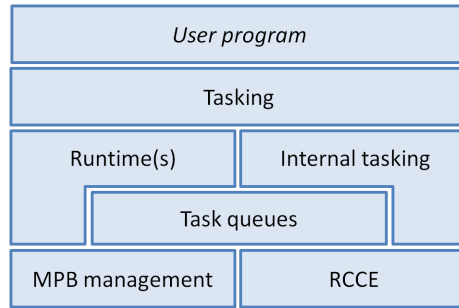 User program
Tasking
Runtime(s)
Internal tasking
Task queues
MPB management
RCCE